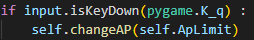 if input.isKeyDown(pygame.K_q) :
    self.changeAP(self.ApLimit)